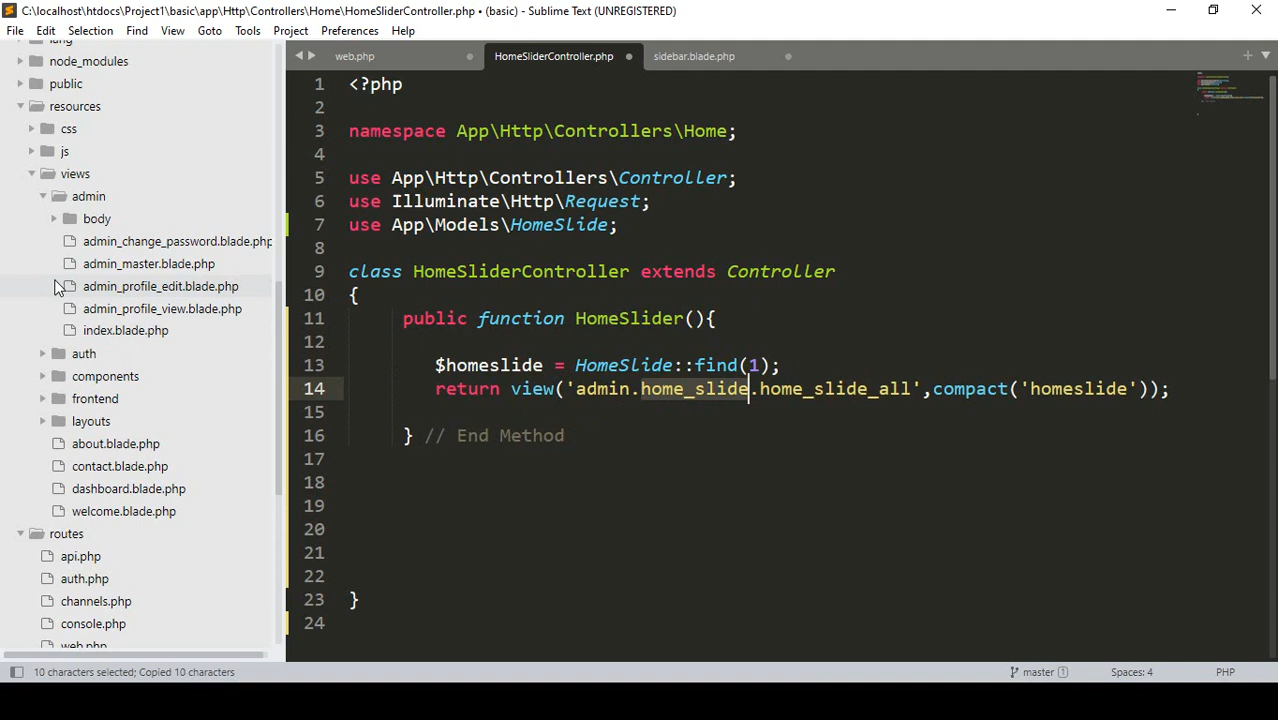 C:\localhost\htdocs\Project1\basic\app\Http\Controllers\Home\HomeSliderController.php • (basic) - Sublime Text (UNREGISTERED)
File Edit Selection Find View Goto Tools Project Preferences Help
lang
node_modules
public
resources
css
js
views
admin
body
admin_change_password.blade.php
admin_master.blade.php
admin_profile_edit.blade.php
admin_profile_view.blade.php
index.blade.php
auth
components
frontend
layouts
about.blade.php
contact.blade.php
dashboard.blade.php
welcome.blade.php
routes
api.php
auth.php
channels.php
console.php
web.php
web.php HomeSliderController.php sidebar.blade.php
1 <?php
2
3 namespace App\Http\Controllers\Home;
4
5 use App\Http\Controllers\Controller;
6 use Illuminate\Http\Request;
7 use App\Models\HomeSlide;
8
9 class HomeSliderController extends Controller
10 {
11 public function HomeSlider(){
12
13 $homeslide = HomeSlide::find(1);
14 return view('admin.home_slide.home_slide_all',compact('homeslide'));
15
16 } // End Method
17
18
19
20
21
22
23 }
24
10 characters selected; Copied 10 characters master 1 Spaces: 4 PHP